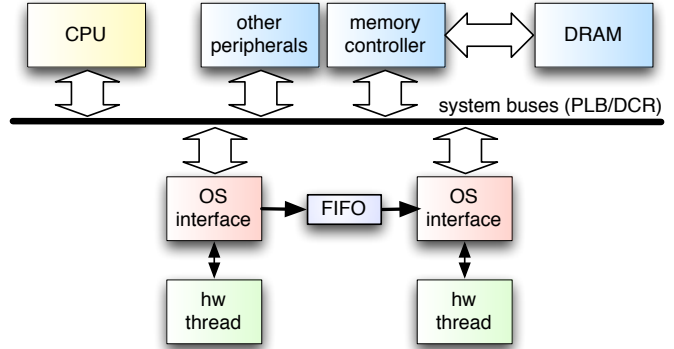 CPU
other
peripherals
memory
controller
DRAM
system buses (PLB/DCR)
OS
interface
FIFO
OS
interface
hw
thread
hw
thread